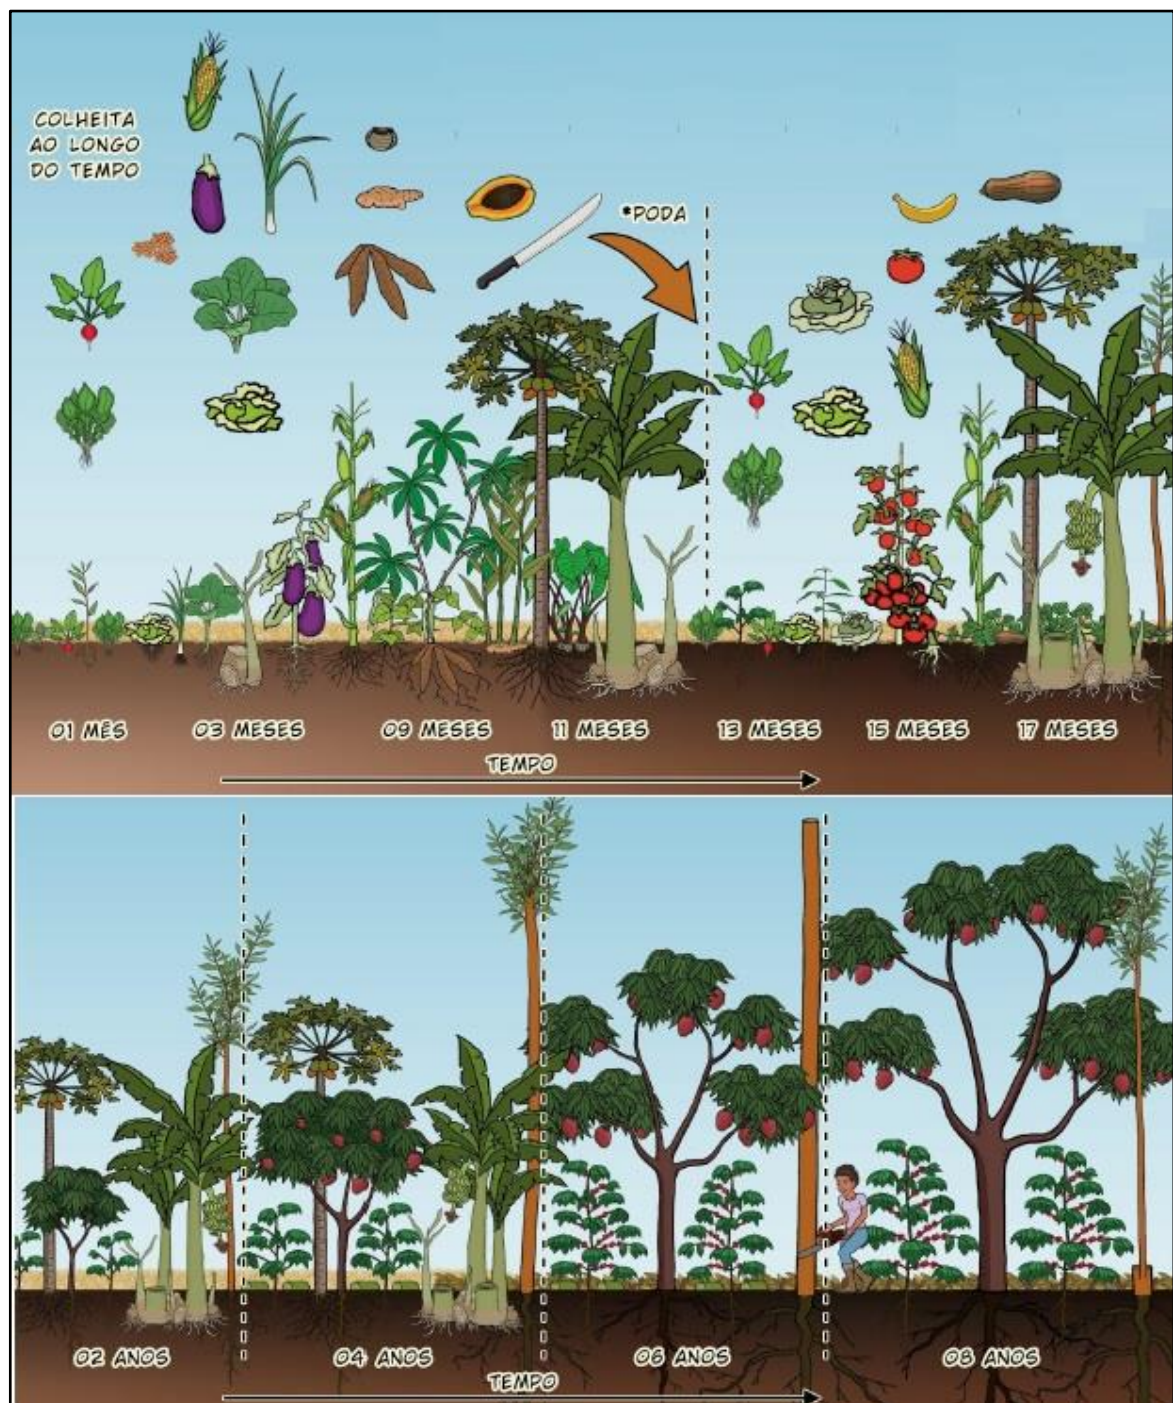 COLHEITA
AO LONGO
DO TEMPO
*PODA
01 MÊS
03 MESES
09 MESES
11 MESES
13 MESES
15 MESES
17 MESES
TEMPO
02 ANOS
04 ANOS
06 ANOS
08 ANOS
TEMPO